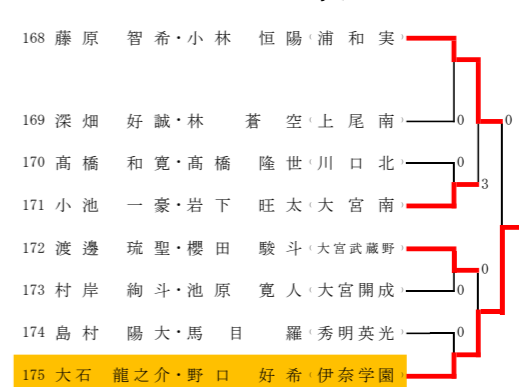 168 藤原 智希・小林 恒陽（浦和実）
169 深畑 好誠・林 蒼空（上尾南） 0 0
170 髙橋 和寛・髙橋 隆世（川口北） 0
3
171 小池 一豪・岩下 旺太（大宮南）
172 渡邊 琉聖・櫻田 駿斗（大宮武蔵野）
0
173 村岸 絢斗・池原 寛人（大宮開成） 0
174 島村 陽大・馬目 羅（秀明英光） 0
175 大石 龍之介・野口 好希（伊奈学園）